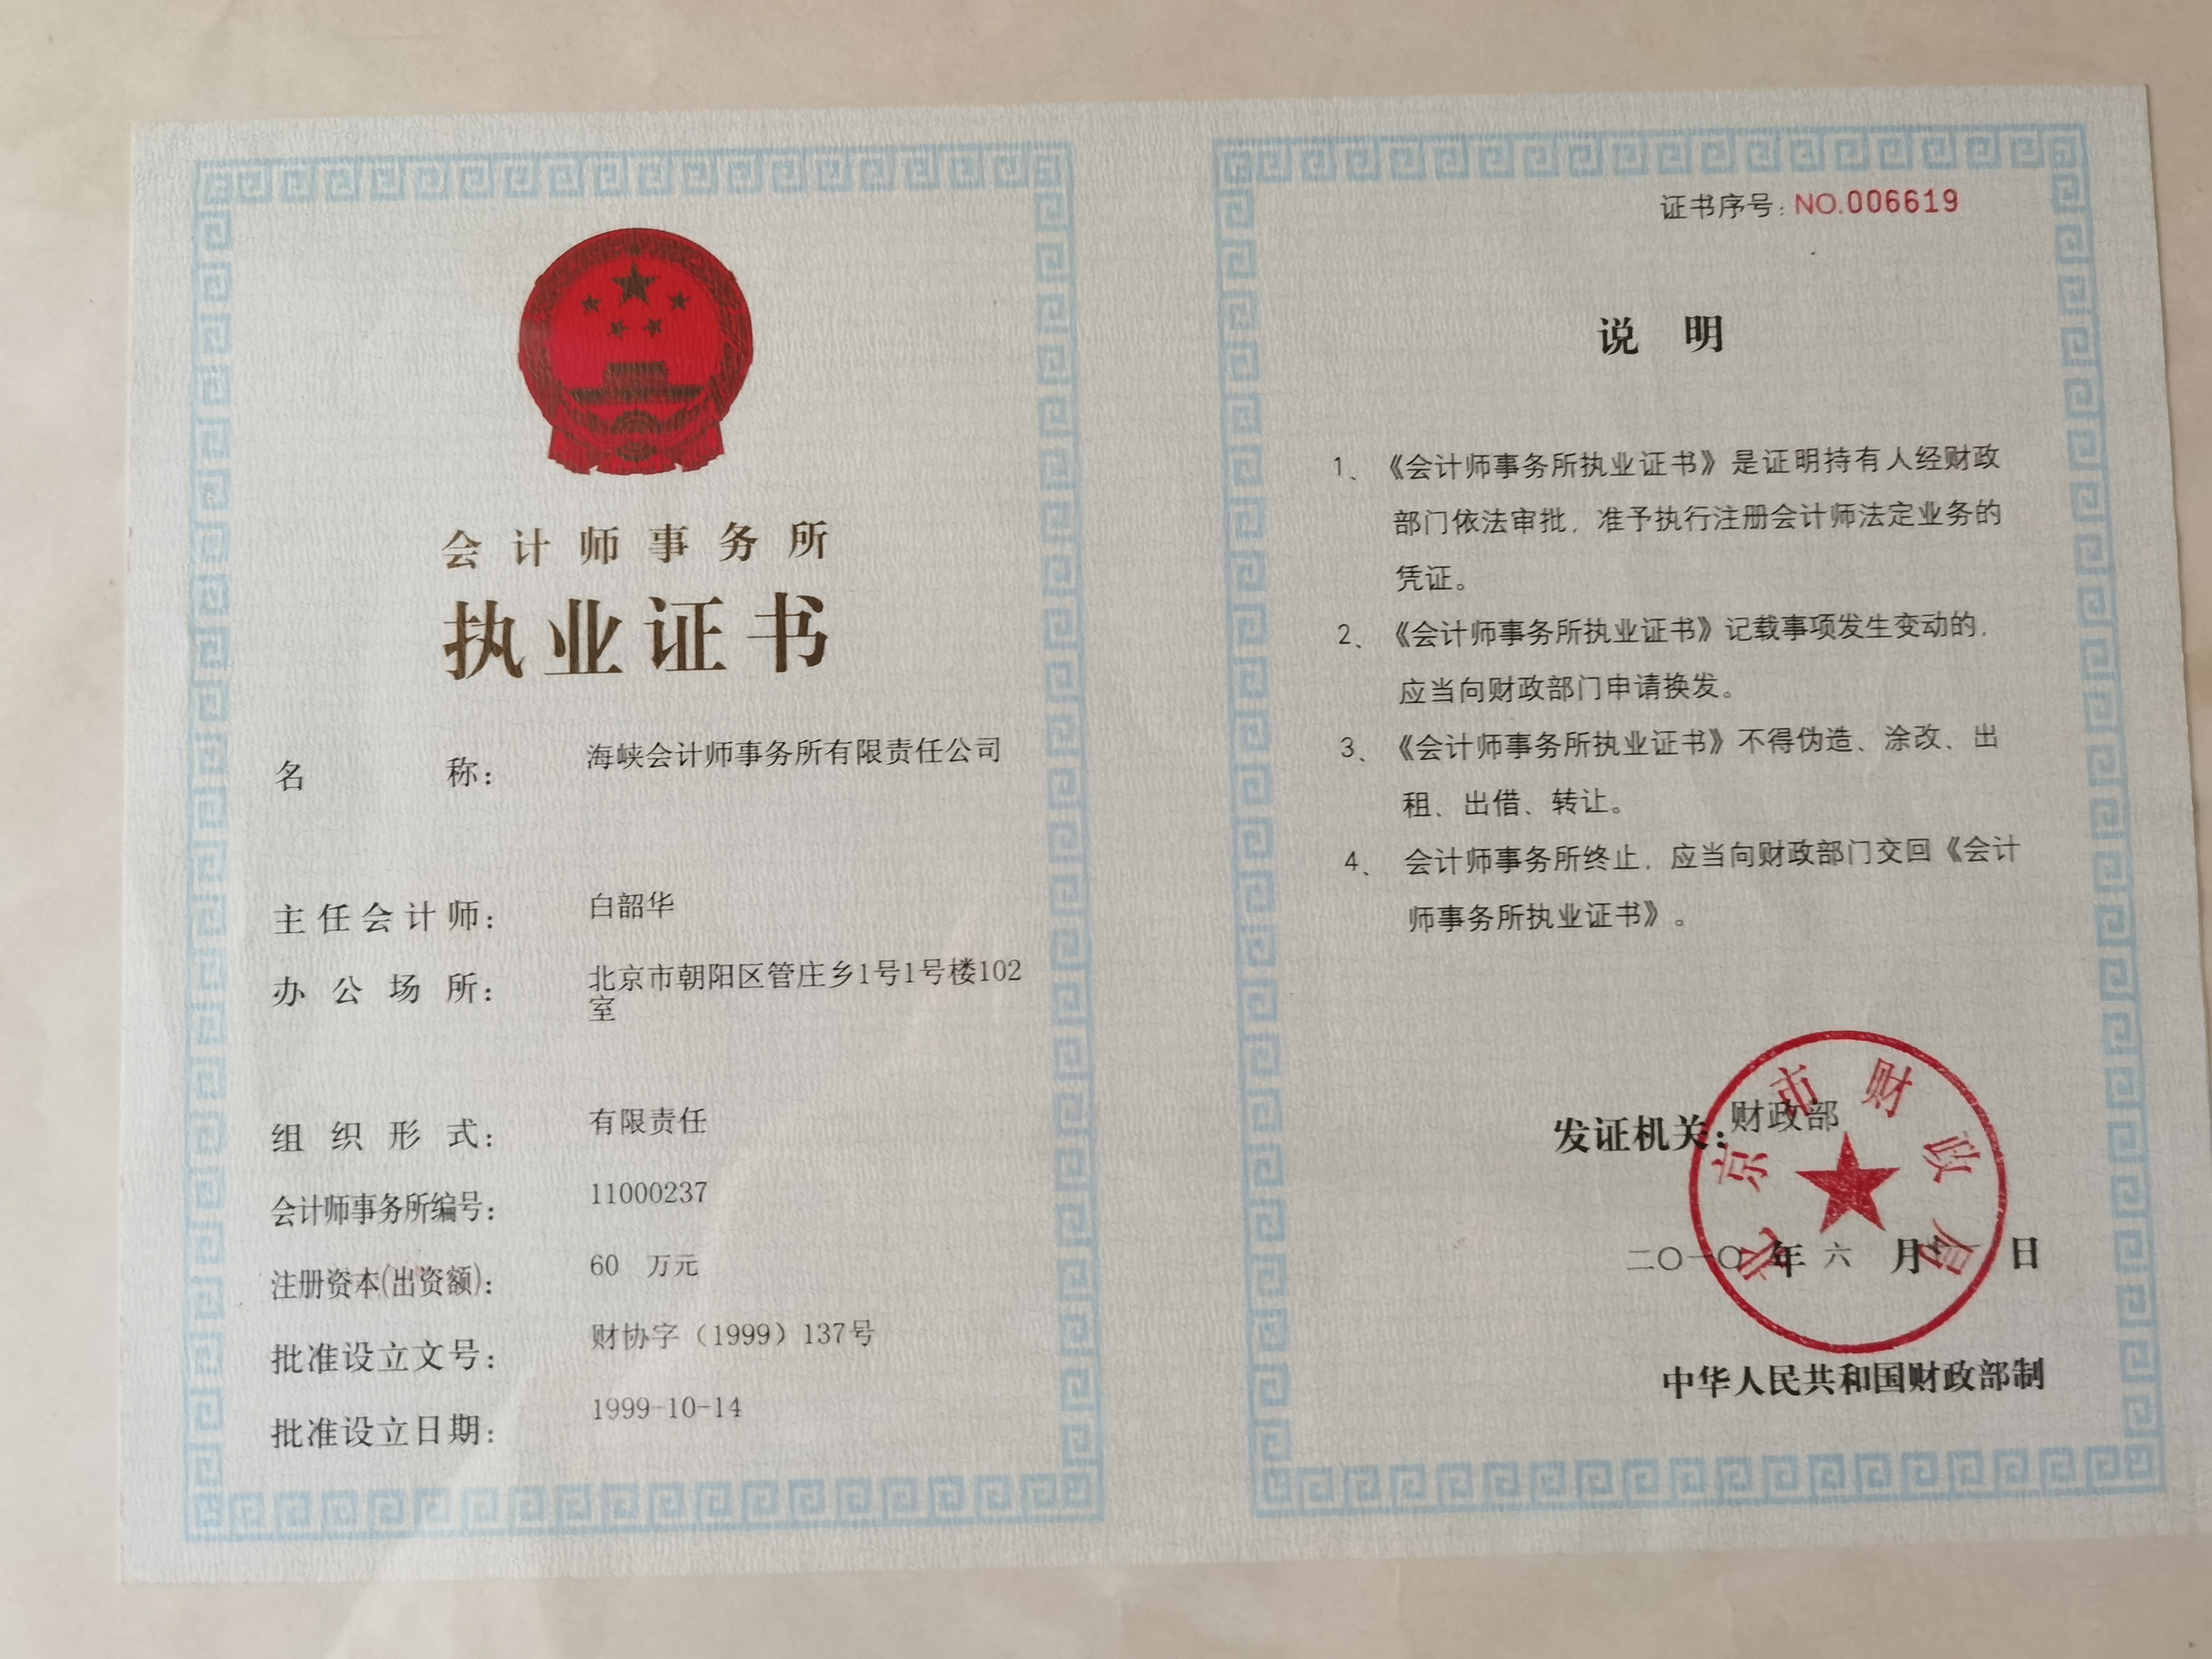 会计师事务所
执业证书
名称：海峡会计师事务所有限责任公司
主任会计师：白韶华
办公场所：北京市朝阳区管庄乡1号1号楼102
室
组织形式：有限责任
会计师事务所编号：11000237
注册资本(出资额)：60 万元
批准设立文号：财协字（1999）137号
批准设立日期：1999-10-14
证书序号：NO.006619
说明
1、《会计师事务所执业证书》是证明持有人经财政
部门依法审批，准予执行注册会计师法定业务的
凭证。
2、《会计师事务所执业证书》记载事项发生变动的，
应当向财政部门申请换发。
3、《会计师事务所执业证书》不得伪造、涂改、出
租、出借、转让。
4、会计师事务所终止，应当向财政部门交回《会计
师事务所执业证书》。
发证机关：财政部
北京市财政局
二〇一〇年六月 日
中华人民共和国财政部制